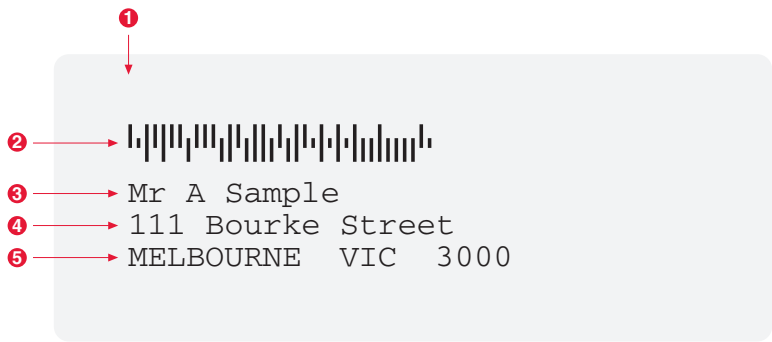 1
2
3 Mr A Sample
4 111 Bourke Street
5 MELBOURNE VIC 3000